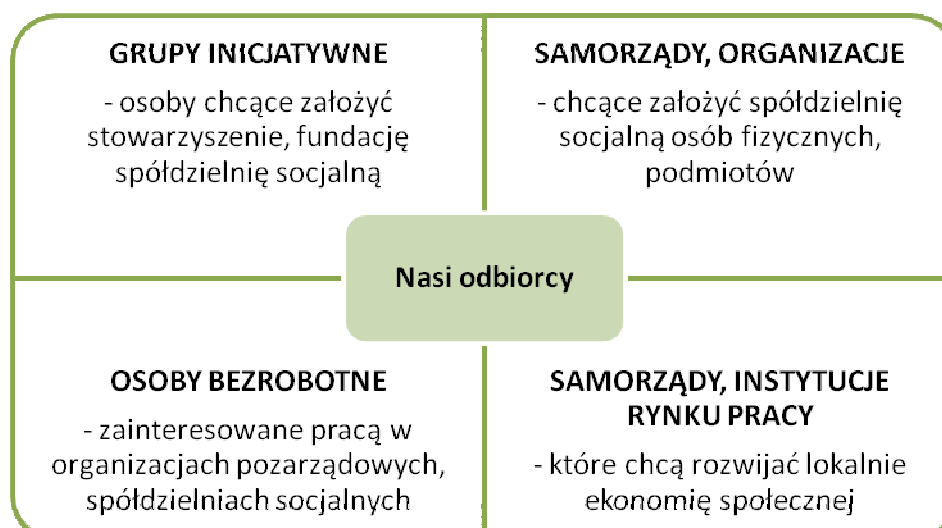 GRUPY INICJATYWNE
- osoby chcące założyć
stowarzyszenie, fundację
spółdzielnię socjalną
SAMORZĄDY, ORGANIZACJE
- chcące założyć spółdzielnię
socjalną osób fizycznych,
podmiotów
Nasi odbiorcy
OSOBY BEZROBOTNE
- zainteresowane pracą w
organizacjach pozarządowych,
spółdzielniach socjalnych
SAMORZĄDY, INSTYTUCJE
RYNKU PRACY
- które chcą rozwijać lokalnie
ekonomię społecznej